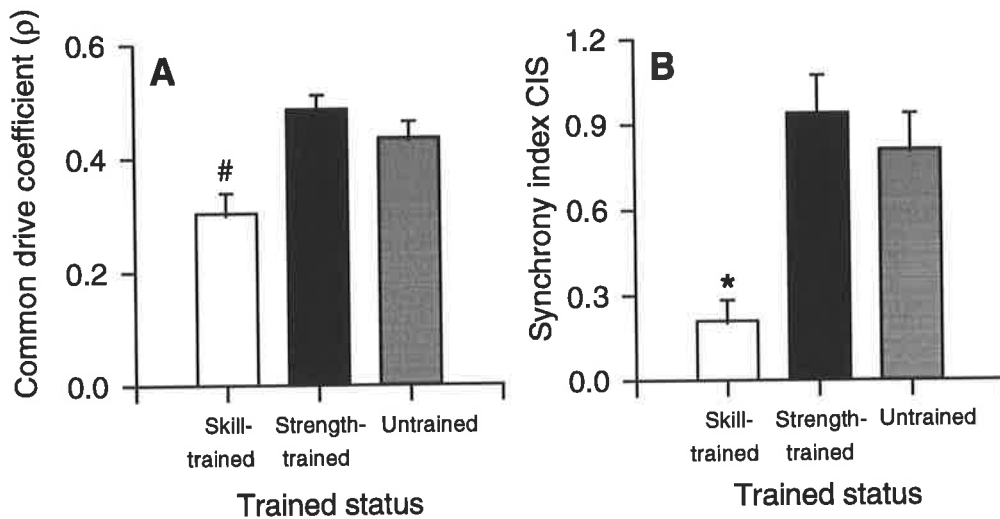 A
Common drive coefficient (ρ)
0.6
0.4
0.2
0.0
#
Skill-
trained
Strength-
trained
Untrained
Trained status
B
Synchrony index CIS
1.2
0.9
0.6
0.3
0.0
*
Skill-
trained
Strength-
trained
Untrained
Trained status